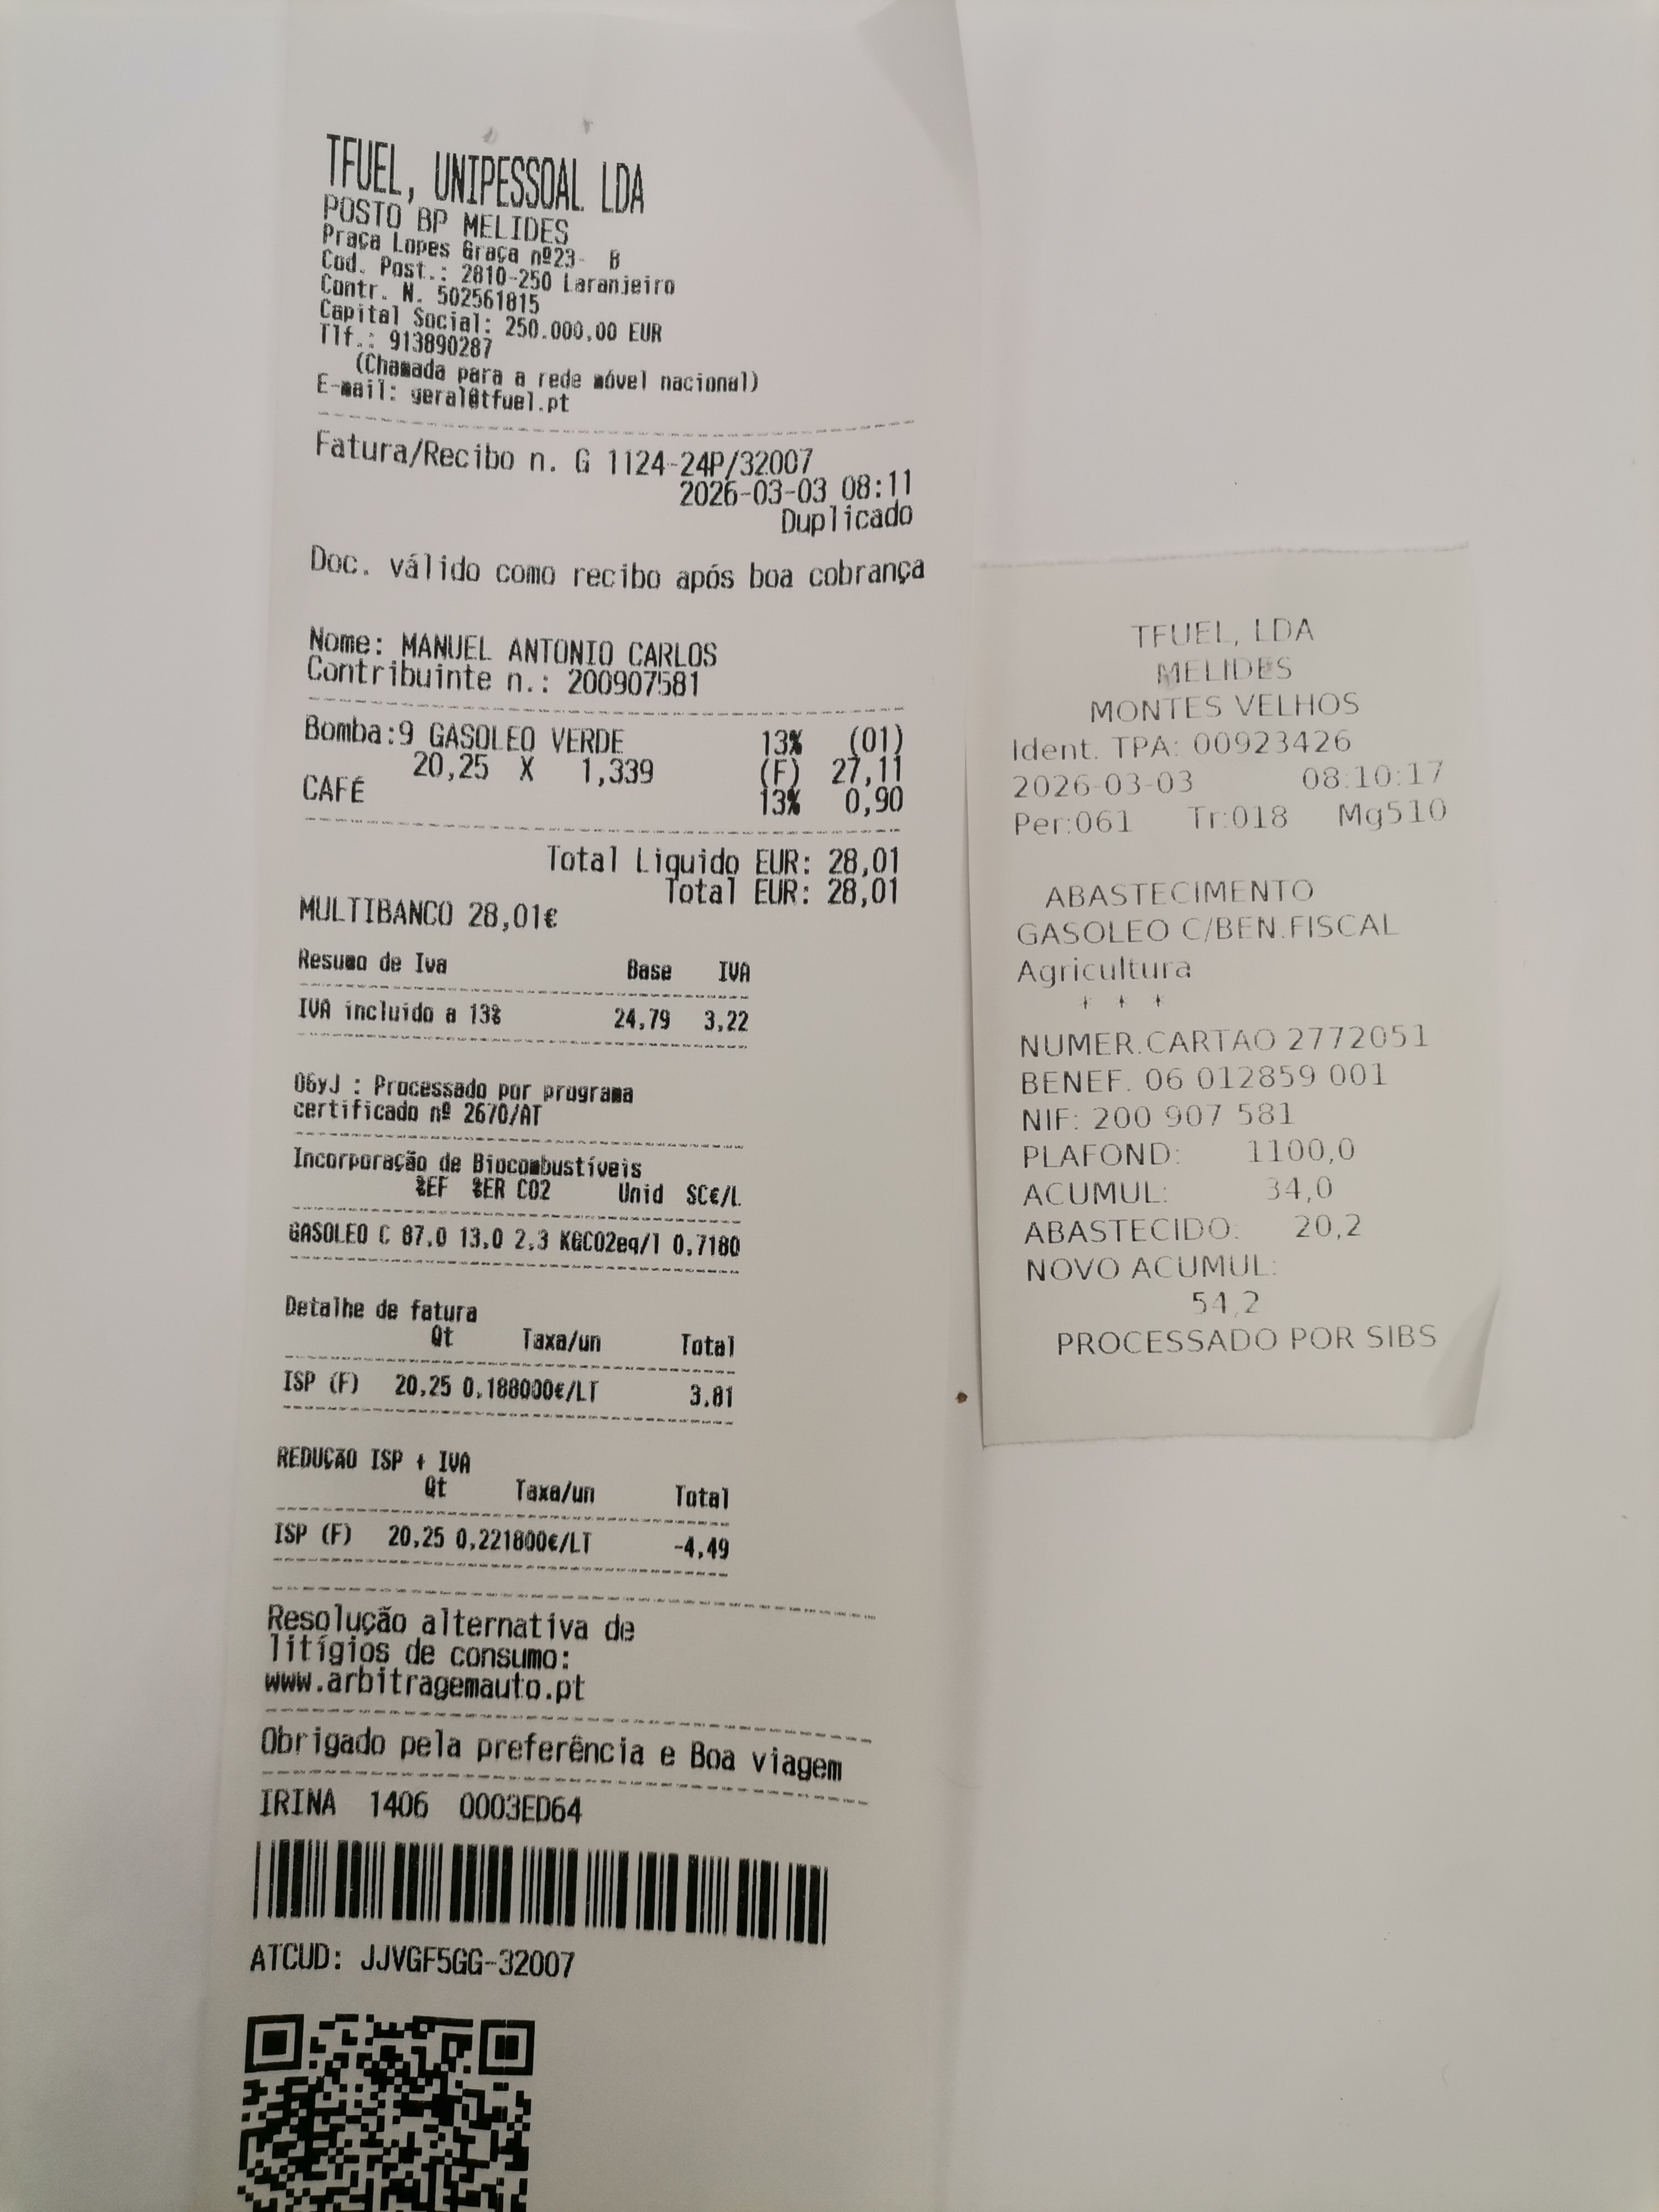 TFUEL, UNIPESSOAL LDA
POSTO BP MELIDES
Praça Lopes Graça nº23- B
Cod. Post.: 2810-250 Laranjeiro
Contr. N. 502561815
Capital Social: 250.000,00 EUR
Tlf.: 913890287
(Chamada para a rede móvel nacional)
E-mail: geral@tfuel.pt
Fatura/Recibo n. G 1124-24P/32007
2026-03-03 08:11
Duplicado
Doc. válido como recibo após boa cobrança
Nome: MANUEL ANTONIO CARLOS
Contribuinte n.: 200907581
Bomba:9 GASOLEO VERDE 13% (01)
20,25 X 1,339 (F) 27,11
CAFÉ 13% 0,90
Total Liquido EUR: 28,01
Total EUR: 28,01
MULTIBANCO 28,01€
Resumo de Iva Base IVA
IVA incluido a 13% 24,79 3,22
O6yJ : Processado por programa
certificado nº 2670/AT
Incorporação de Biocombustíveis
%EF %ER CO2 Unid SC€/L
GASOLEO C 87,0 13,0 2,3 KGCO2eq/l 0,7180
Detalhe de fatura
Qt Taxa/un Total
ISP (F) 20,25 0,188000€/LT 3,81
REDUCÃO ISP + IVA
Qt Taxa/un Total
ISP (F) 20,25 0,221800€/LT -4,49
Resolução alternativa de
litígios de consumo:
www.arbitragemauto.pt
Obrigado pela preferência e Boa viagem
IRINA 1406 0003ED64
ATCUD: JJVGF5GG-32007
TFUEL, LDA
MELIDES
MONTES VELHOS
Ident. TPA: 00923426
2026-03-03 08:10:17
Per:061 Tr:018 Mg510
ABASTECIMENTO
GASOLEO C/BEN.FISCAL
Agricultura
* * *
NUMER.CARTAO 2772051
BENEF. 06 012859 001
NIF: 200 907 581
PLAFOND: 1100,0
ACUMUL: 34,0
ABASTECIDO: 20,2
NOVO ACUMUL:
54,2
PROCESSADO POR SIBS